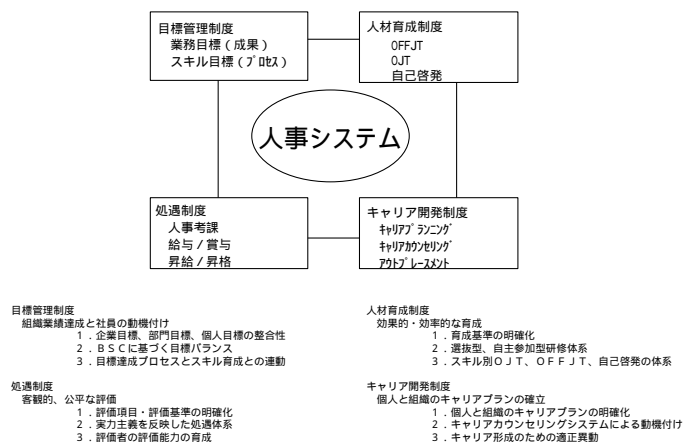 目標管理制度
業務目標(成果)
スキル目標(プロセス)
人材育成制度
OFFJT
OJT
自己啓発
人事システム
処遇制度
人事考課
給与/賞与
昇給/昇格
キャリア開発制度
キャリアプランニング
キャリアカウンセリング
アウトプレースメント
目標管理制度
組織業績達成と社員の動機付け
1.企業目標、部門目標、個人目標の整合性
2.BSCに基づく目標バランス
3.目標達成プロセスとスキル育成との連動
人材育成制度
効果的・効率的な育成
1.育成基準の明確化
2.選抜型、自主参加型研修体系
3.スキル別OJT、OFFJT、自己啓発の体系
処遇制度
客観的、公平な評価
1.評価項目・評価基準の明確化
2.実力主義を反映した処遇体系
3.評価者の評価能力の育成
キャリア開発制度
個人と組織のキャリアプランの確立
1.個人と組織のキャリアプランの明確化
2.キャリアカウンセリングシステムによる動機付け
3.キャリア形成のための適正異動